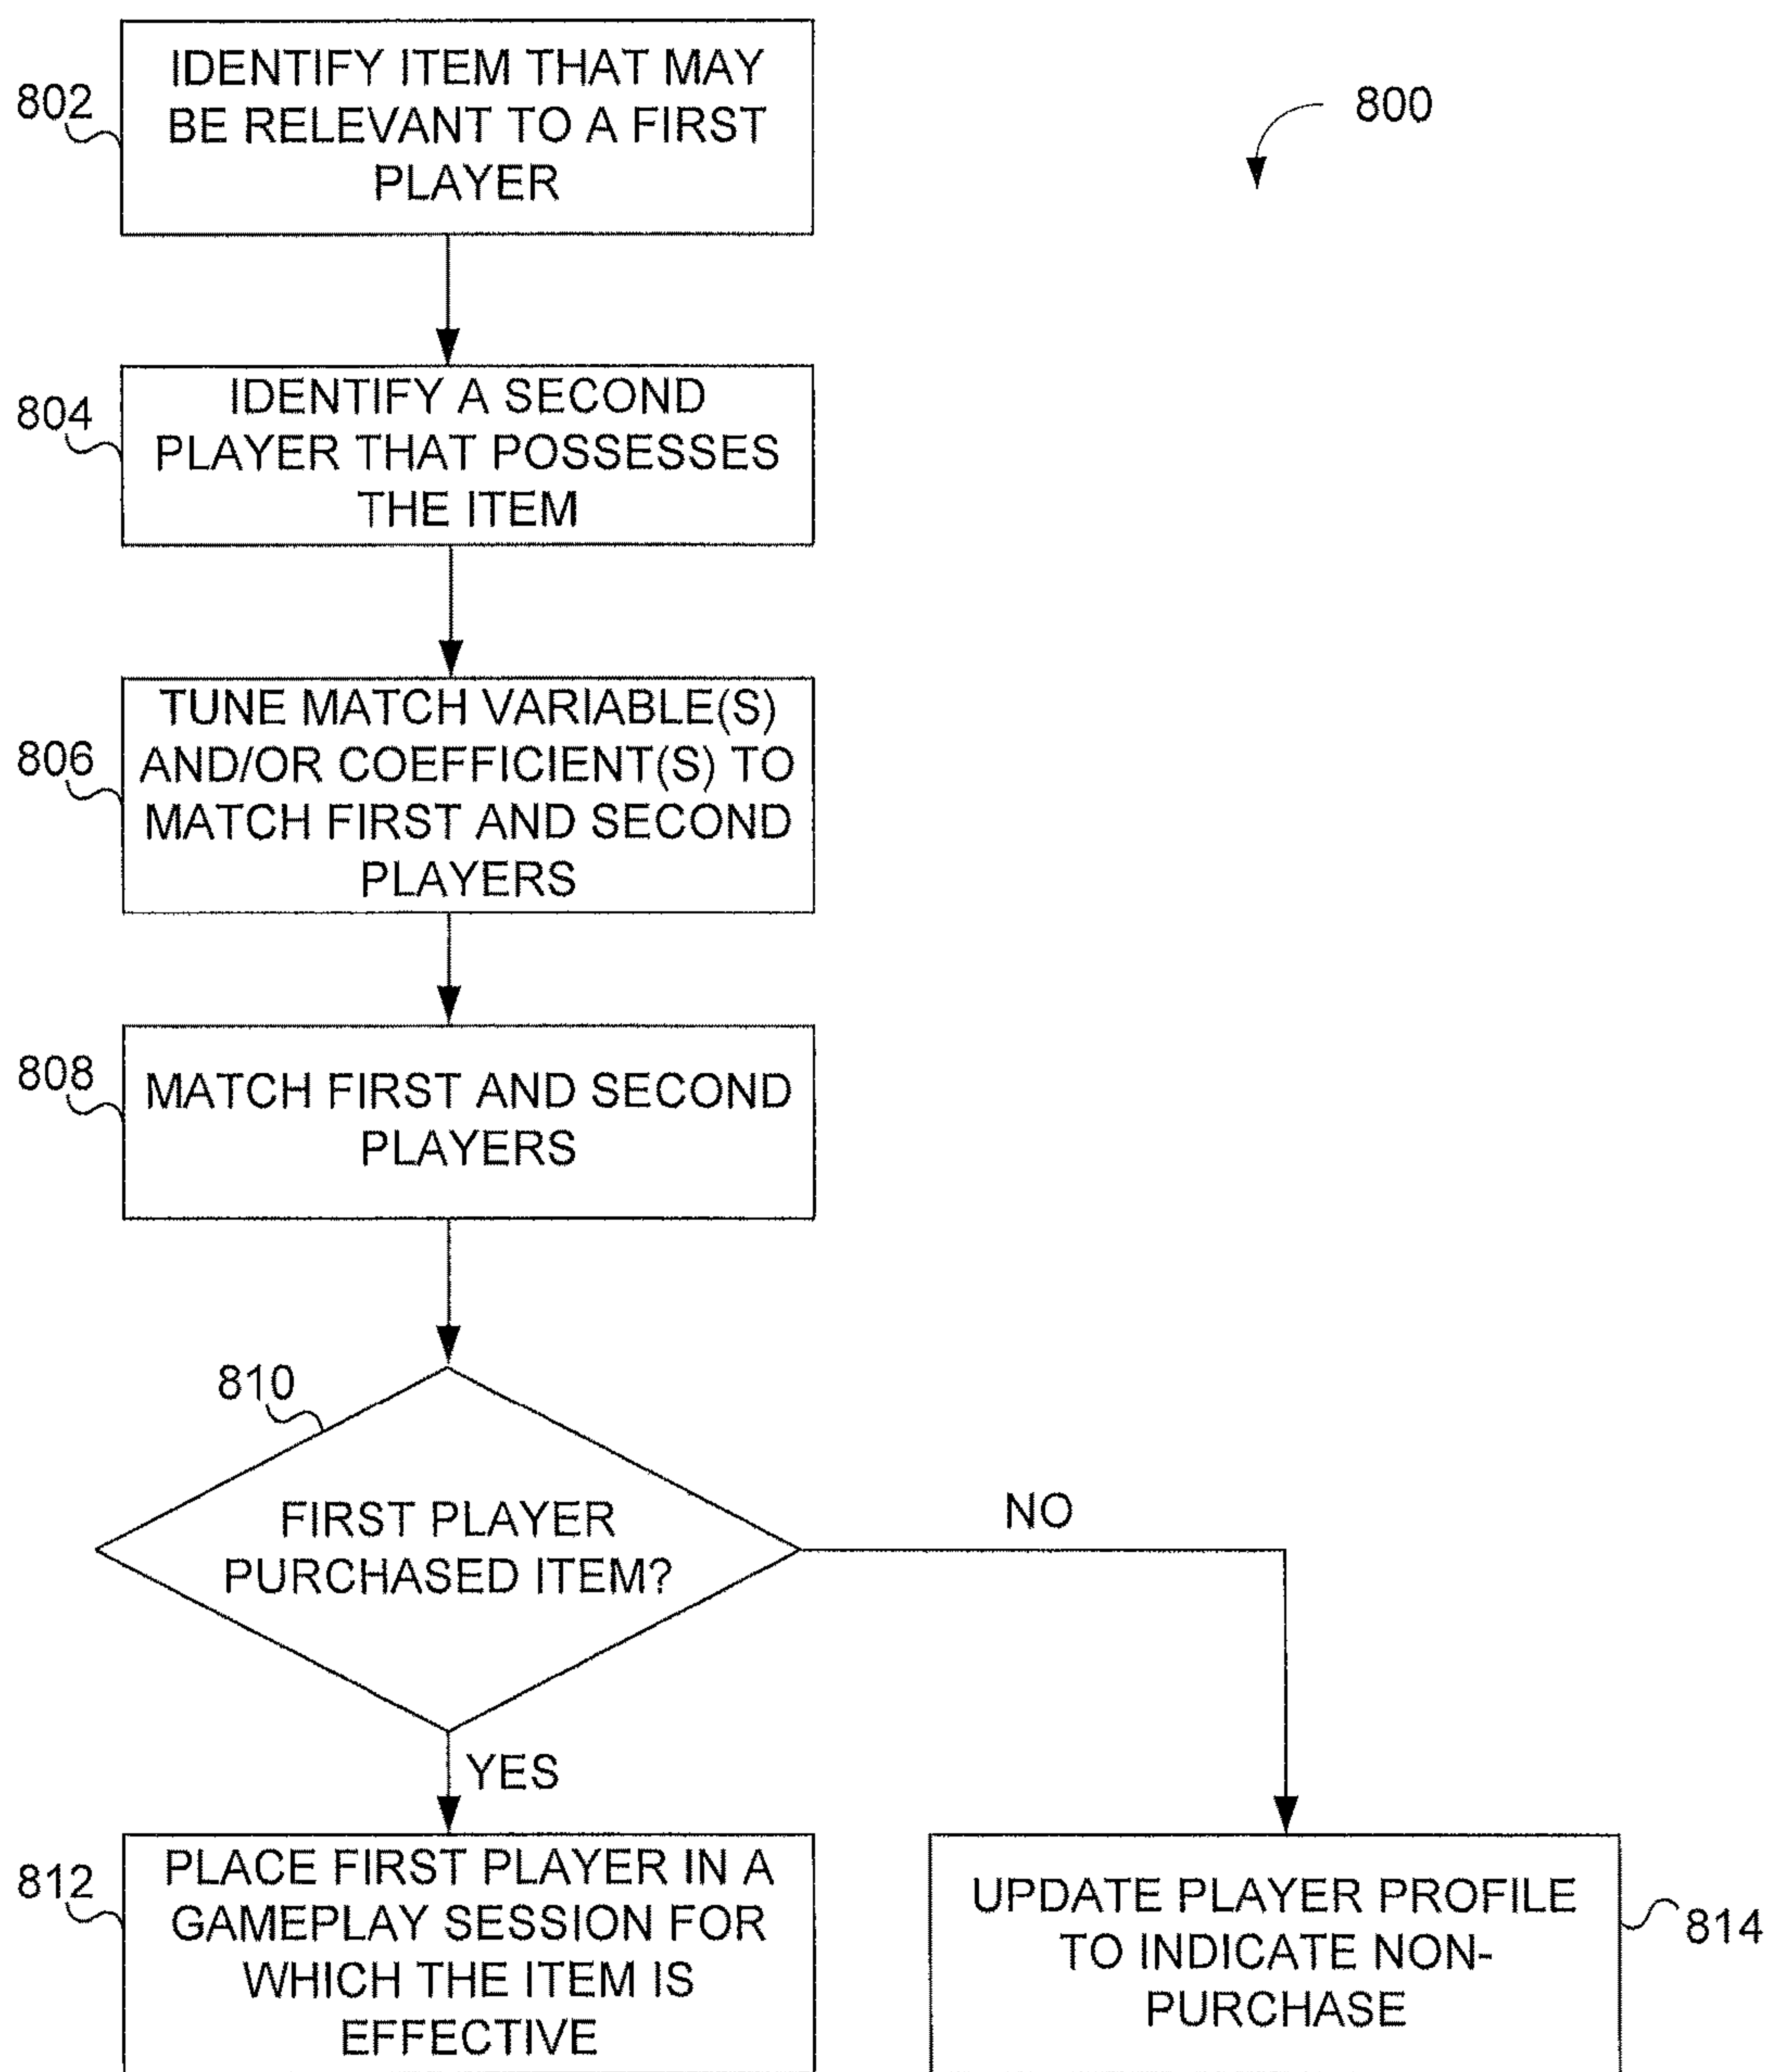 802
IDENTIFY ITEM THAT MAY
BE RELEVANT TO A FIRST
PLAYER
800
804
IDENTIFY A SECOND
PLAYER THAT POSSESSES
THE ITEM
806
TUNE MATCH VARIABLE(S)
AND/OR COEFFICIENT(S) TO
MATCH FIRST AND SECOND
PLAYERS
808
MATCH FIRST AND SECOND
PLAYERS
810
FIRST PLAYER
PURCHASED ITEM?
NO
YES
812
PLACE FIRST PLAYER IN A
GAMEPLAY SESSION FOR
WHICH THE ITEM IS
EFFECTIVE
UPDATE PLAYER PROFILE
TO INDICATE NON-
PURCHASE
814